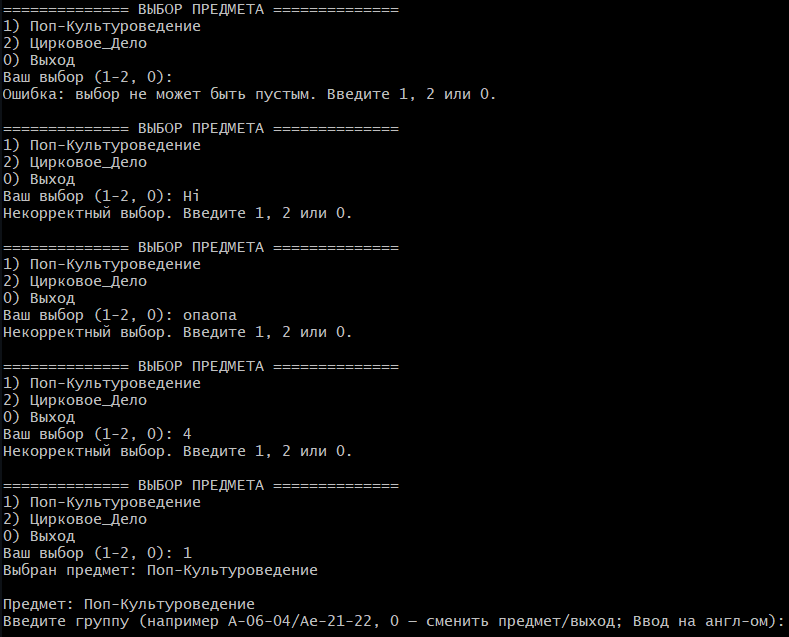 ============== ВЫБОР ПРЕДМЕТА ==============
1) Поп-Культуроведение
2) Цирковое_Дело
0) Выход
Ваш выбор (1-2, 0):
Ошибка: выбор не может быть пустым. Введите 1, 2 или 0.
============== ВЫБОР ПРЕДМЕТА ==============
1) Поп-Культуроведение
2) Цирковое_Дело
0) Выход
Ваш выбор (1-2, 0): Hi
Некорректный выбор. Введите 1, 2 или 0.
============== ВЫБОР ПРЕДМЕТА ==============
1) Поп-Культуроведение
2) Цирковое_Дело
0) Выход
Ваш выбор (1-2, 0): опаопа
Некорректный выбор. Введите 1, 2 или 0.
============== ВЫБОР ПРЕДМЕТА ==============
1) Поп-Культуроведение
2) Цирковое_Дело
0) Выход
Ваш выбор (1-2, 0): 4
Некорректный выбор. Введите 1, 2 или 0.
============== ВЫБОР ПРЕДМЕТА ==============
1) Поп-Культуроведение
2) Цирковое_Дело
0) Выход
Ваш выбор (1-2, 0): 1
Выбран предмет: Поп-Культуроведение
Предмет: Поп-Культуроведение
Введите группу (например А-06-04/Ае-21-22, 0 — сменить предмет/выход; Ввод на англ-ом):